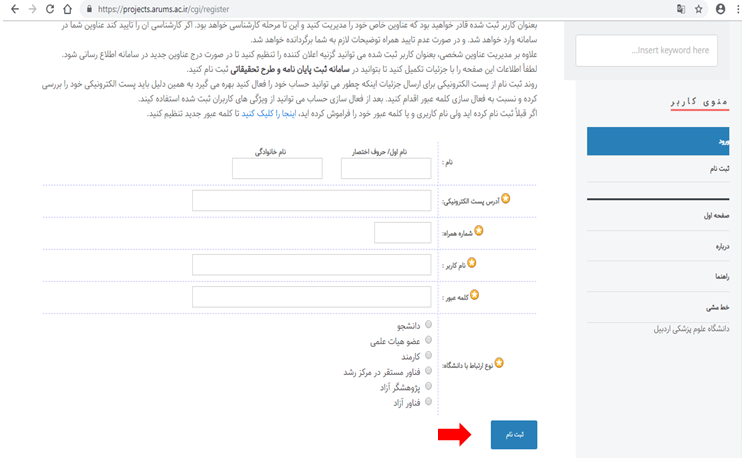 https://projects.arums.ac.ir/cgi/register
بعنوان کاربر ثبت شده قادر خواهید بود که عناوین خاص خود را مدیریت کنید و این تا مرحله کارشناسی خواهد بود. اگر کارشناسی آن را تایید کند عناوین شما در
سامانه وارد خواهد شد. و در صورت عدم تایید همراه توضیحات لازم به شما برگردانده خواهد شد.
علاوه بر مدیریت عناوین شخصی، بعنوان کاربر ثبت شده می توانید گزینه اعلان کننده را تنظیم کنید تا در صورت درج عناوین جدید در سامانه اطلاع رسانی شود.
لطفاً اطلاعات این صفحه را با جزئیات تکمیل کنید تا بتوانید در سامانه ثبت پایان نامه و طرح تحقیقاتی ثبت نام کنید.
روند ثبت نام از پست الکترونیکی برای ارسال جزئیات اینکه چطور می توانید حساب خود را فعال کنید بهره می گیرد به همین دلیل باید پست الکترونیکی خود را بررسی
کرده و نسبت به فعال سازی کلمه عبور اقدام کنید. بعد از فعال سازی حساب می توانید از ویژگی های کاربران ثبت شده استفاده کیند.
اگر قبلاً ثبت نام کرده اید ولی نام کاربری و یا کلمه عبور خود را فراموش کرده اید، اینجا را کلیک کنید تا کلمه عبور جدید تنظیم کنید.
نام اول/ حروف اختصار
نام خانوادگی
نام :
آدرس پست الکترونیکی:
شماره همراه:
نام کاربر :
کلمه عبور :
نوع ارتباط با دانشگاه:
دانشجو
عضو هیات علمی
کارمند
فناور مستقر در مرکز رشد
پژوهشگر آزاد
فناور آزاد
ثبت نام
Insert keyword here...
منوی کاربر
ورود
ثبت نام
صفحه اول
درباره
راهنما
خط مشی
دانشگاه علوم پزشکی اردبیل